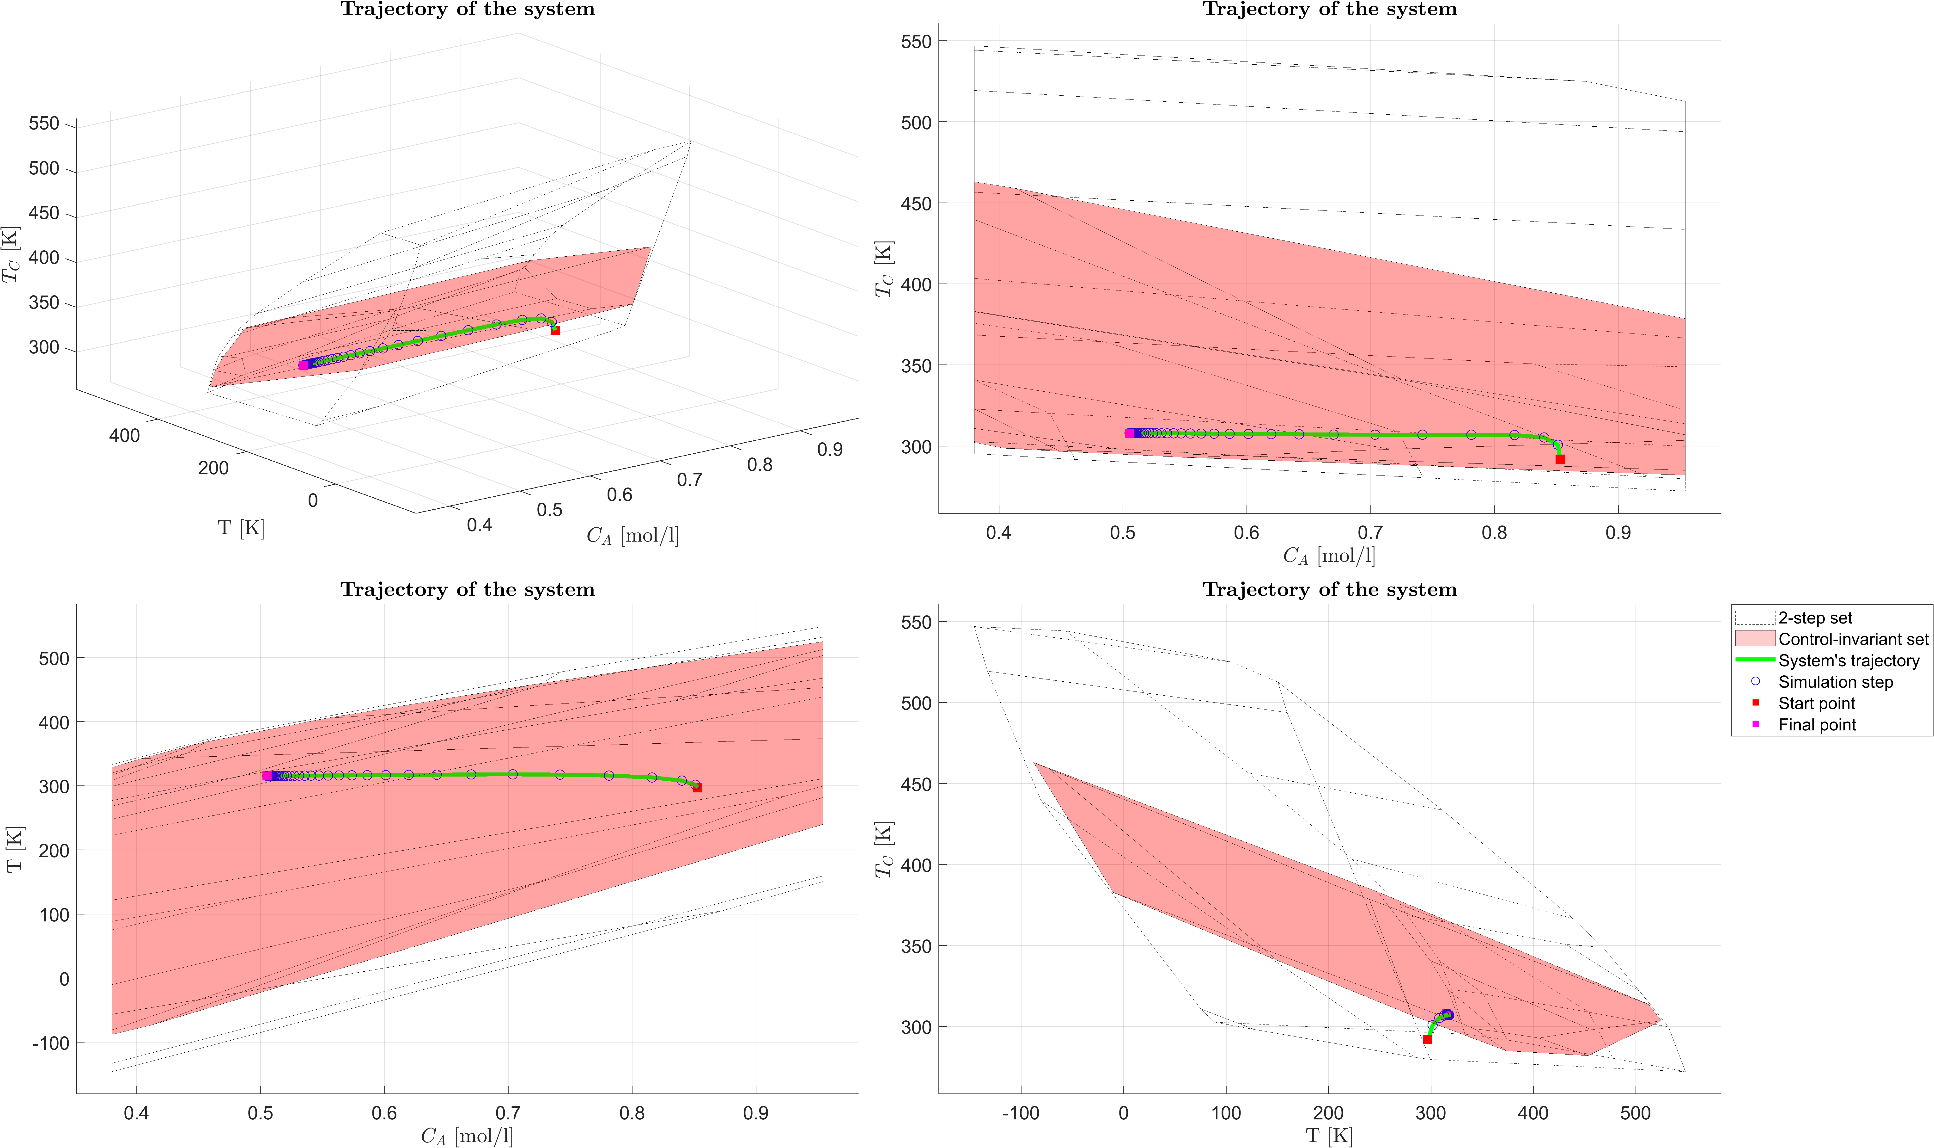 Trajectory of the system
550
500
450
400
350
300
T_C [K]
400
200
0
T [K]
0.4
0.5
0.6
0.7
0.8
0.9
C_A [mol/l]
Trajectory of the system
550
500
450
400
350
300
T_C [K]
0.4 0.5 0.6 0.7 0.8 0.9
C_A [mol/l]
Trajectory of the system
500
400
300
200
100
0
-100
T [K]
0.4 0.5 0.6 0.7 0.8 0.9
C_A [mol/l]
Trajectory of the system
550
500
450
400
350
300
T_C [K]
-100 0 100 200 300 400 500
T [K]
2-step set
Control-invariant set
System's trajectory
Simulation step
Start point
Final point